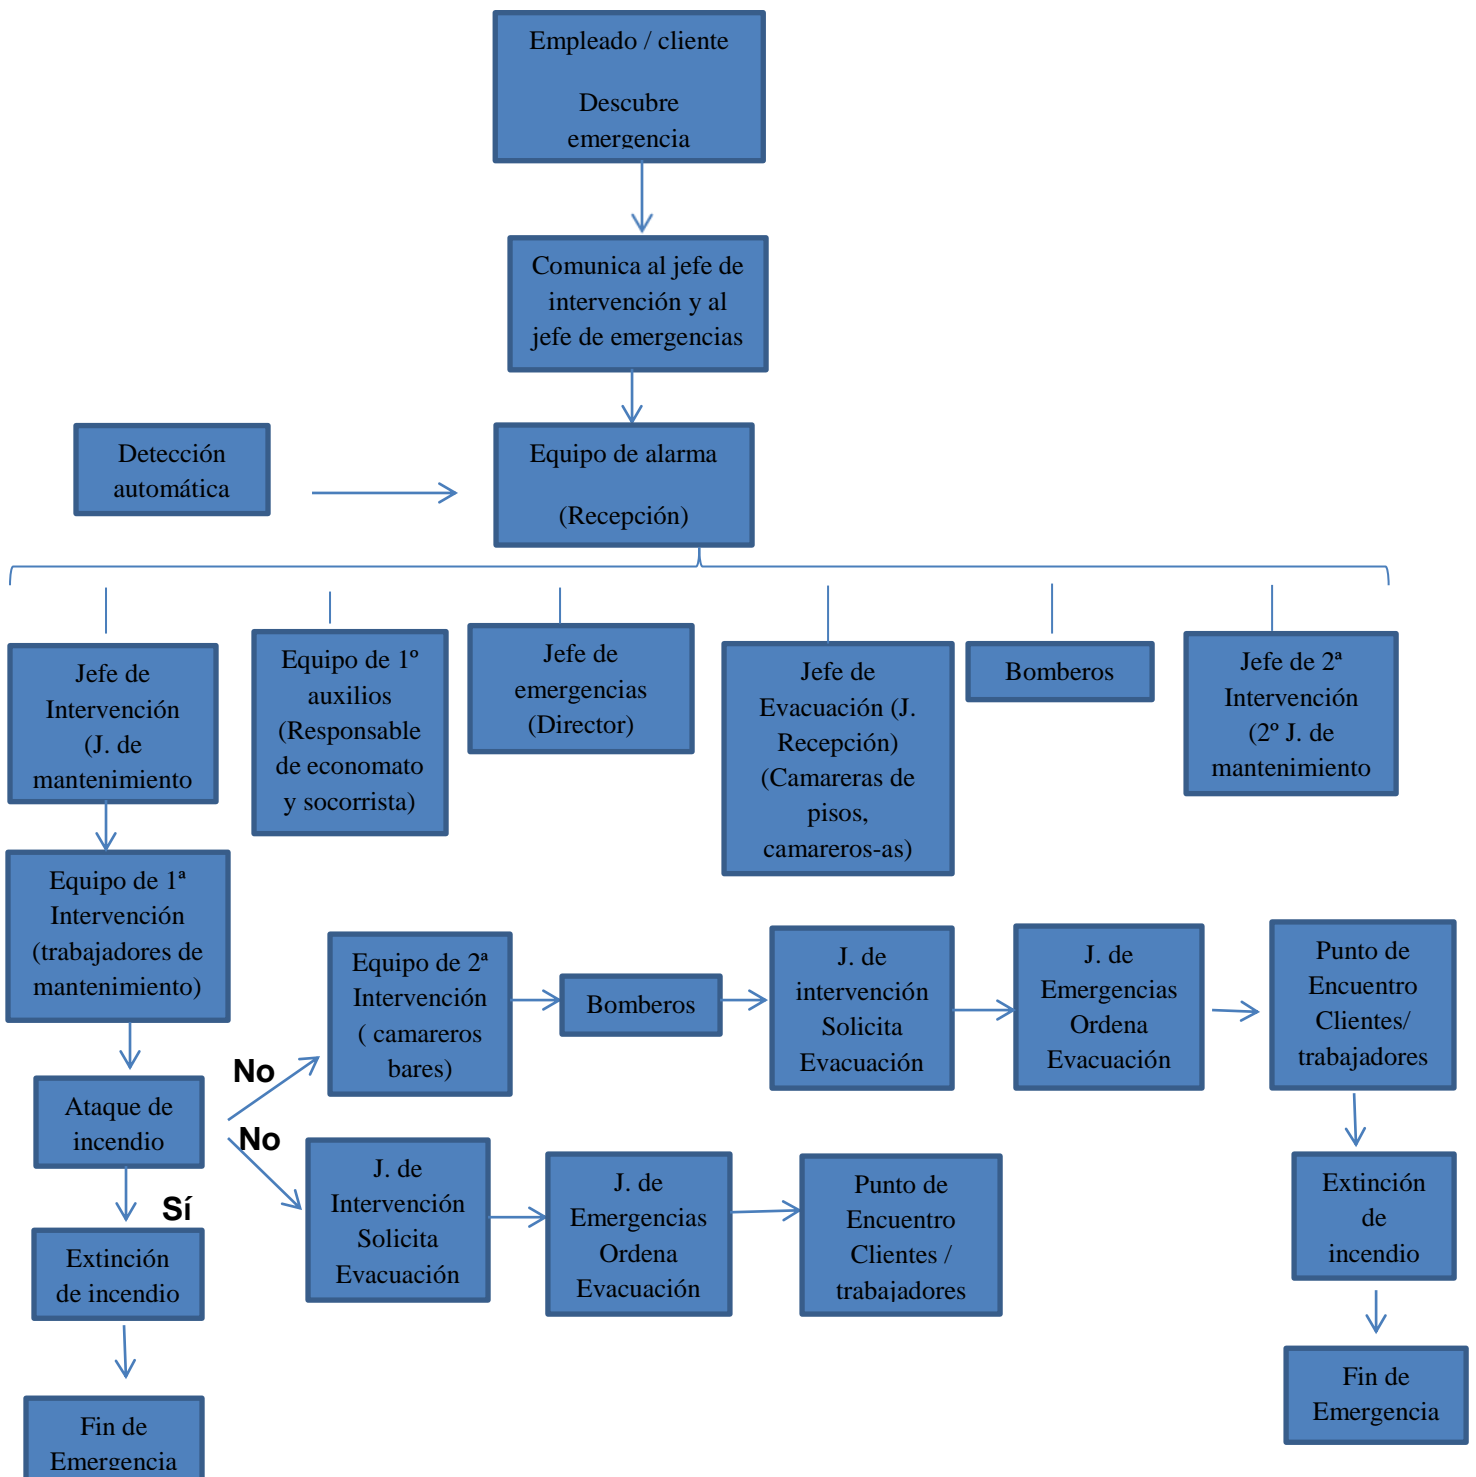 Empleado / cliente
Descubre
emergencia
Comunica al jefe de
intervención y al
jefe de emergencias
Detección
automática
Equipo de alarma
(Recepción)
Jefe de
Intervención
(J. de
mantenimiento
Equipo de 1º
auxilios
(Responsable
de economato
y socorrista)
Jefe de
emergencias
(Director)
Jefe de
Evacuación (J.
Recepción)
(Camareras de
pisos,
camareros-as)
Bomberos
Jefe de 2ª
Intervención
(2º J. de
mantenimiento
Equipo de 1ª
Intervención
(trabajadores de
mantenimiento)
Equipo de 2ª
Intervención
( camareros
bares)
Bomberos
J. de
intervención
Solicita
Evacuación
J. de
Emergencias
Ordena
Evacuación
Punto de
Encuentro
Clientes/
trabajadores
No
Ataque de
incendio
No
J. de
Intervención
Solicita
Evacuación
J. de
Emergencias
Ordena
Evacuación
Punto de
Encuentro
Clientes /
trabajadores
Extinción
de
incendio
Sí
Extinción
de incendio
Fin de
Emergencia
Fin de
Emergencia